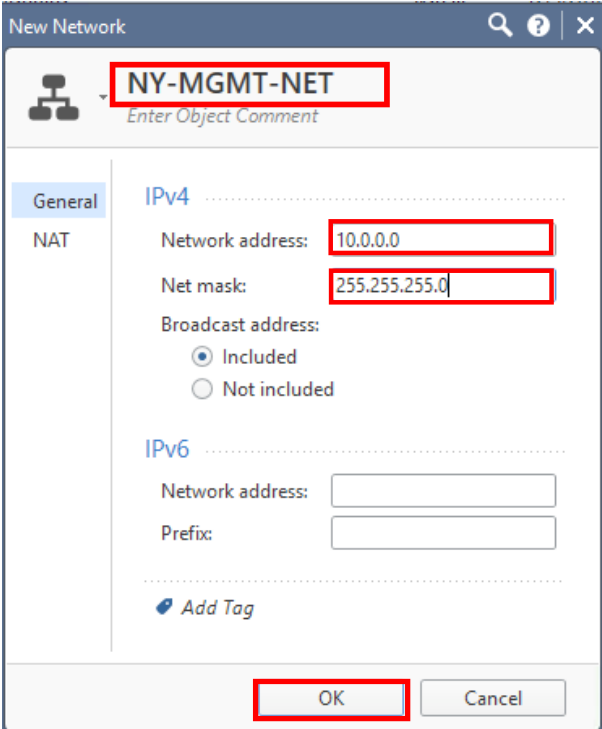 New Network
NY-MGMT-NET
Enter Object Comment
General
NAT
IPv4
Network address: 10.0.0.0
Net mask: 255.255.255.0
Broadcast address:
Included
Not included
IPv6
Network address:
Prefix:
Add Tag
OK Cancel